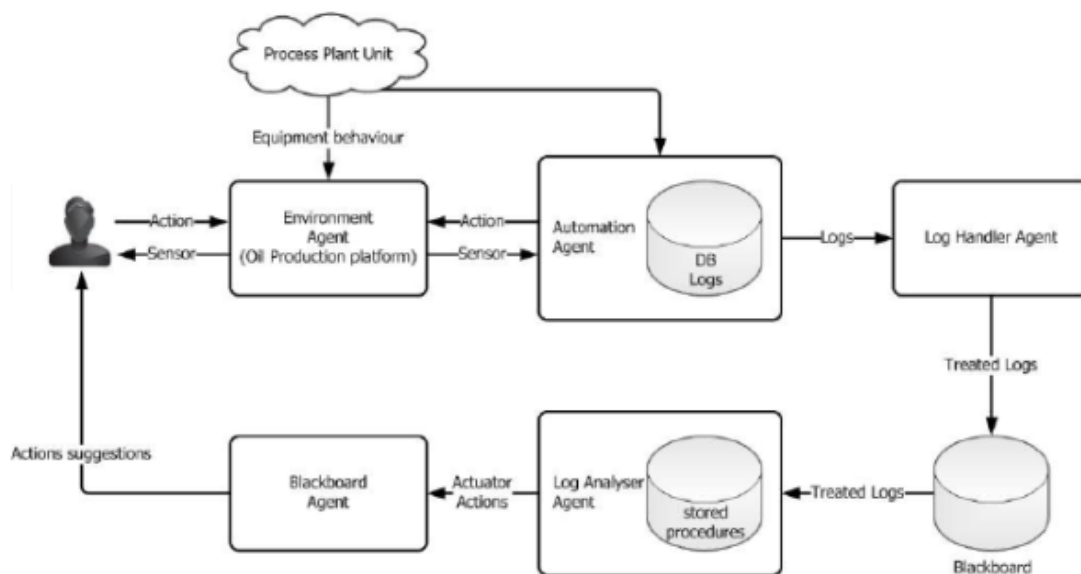 Process Plant Unit
Equipment behaviour
Action
Sensor
Environment
Agent
(Oil Production platform)
Action
Sensor
Automation
Agent
DB
Logs
Logs
Log Handler Agent
Treated Logs
Actions suggestions
Blackboard
Agent
Actuator
Actions
Log Analyser
Agent
stored
procedures
Treated Logs
Blackboard